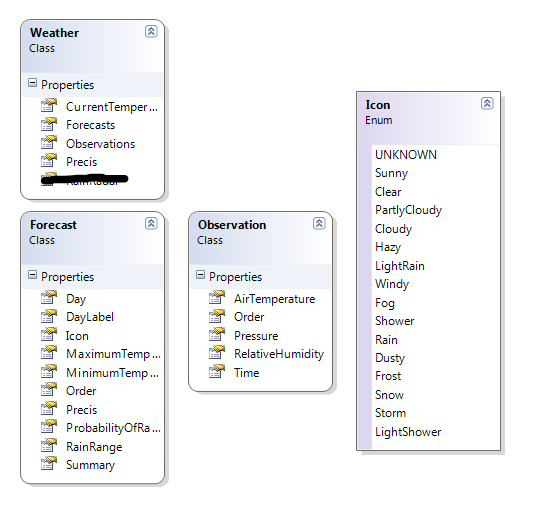 Weather
Class
Properties
CurrentTemper...
Forecasts
Observations
Precis
RainRadar
Forecast
Class
Properties
Day
DayLabel
Icon
MaximumTemp...
MinimumTemp...
Order
Precis
ProbabilityOfRa...
RainRange
Summary
Observation
Class
Properties
AirTemperature
Order
Pressure
RelativeHumidity
Time
Icon
Enum
UNKNOWN
Sunny
Clear
PartlyCloudy
Cloudy
Hazy
LightRain
Windy
Fog
Shower
Rain
Dusty
Frost
Snow
Storm
LightShower